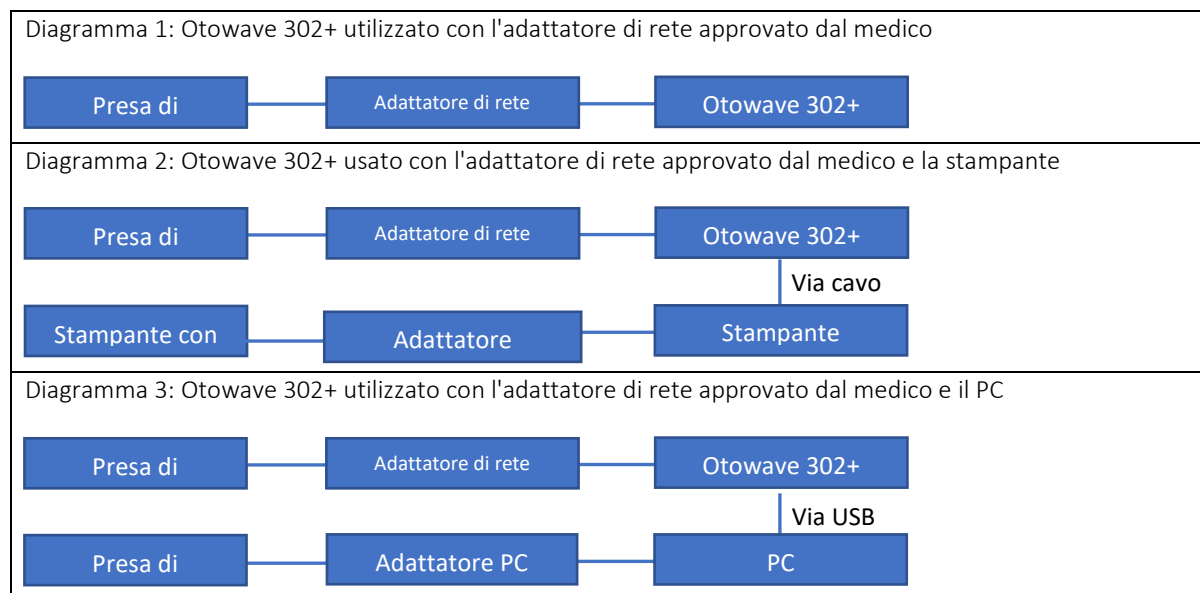 Diagramma 1: Otowave 302+ utilizzato con l'adattatore di rete approvato dal medico
Presa di
Adattatore di rete
Otowave 302+
Diagramma 2: Otowave 302+ usato con l'adattatore di rete approvato dal medico e la stampante
Presa di
Adattatore di rete
Otowave 302+
Via cavo
Stampante con
Adattatore
Stampante
Diagramma 3: Otowave 302+ utilizzato con l'adattatore di rete approvato dal medico e il PC
Presa di
Adattatore di rete
Otowave 302+
Via USB
Presa di
Adattatore PC
PC